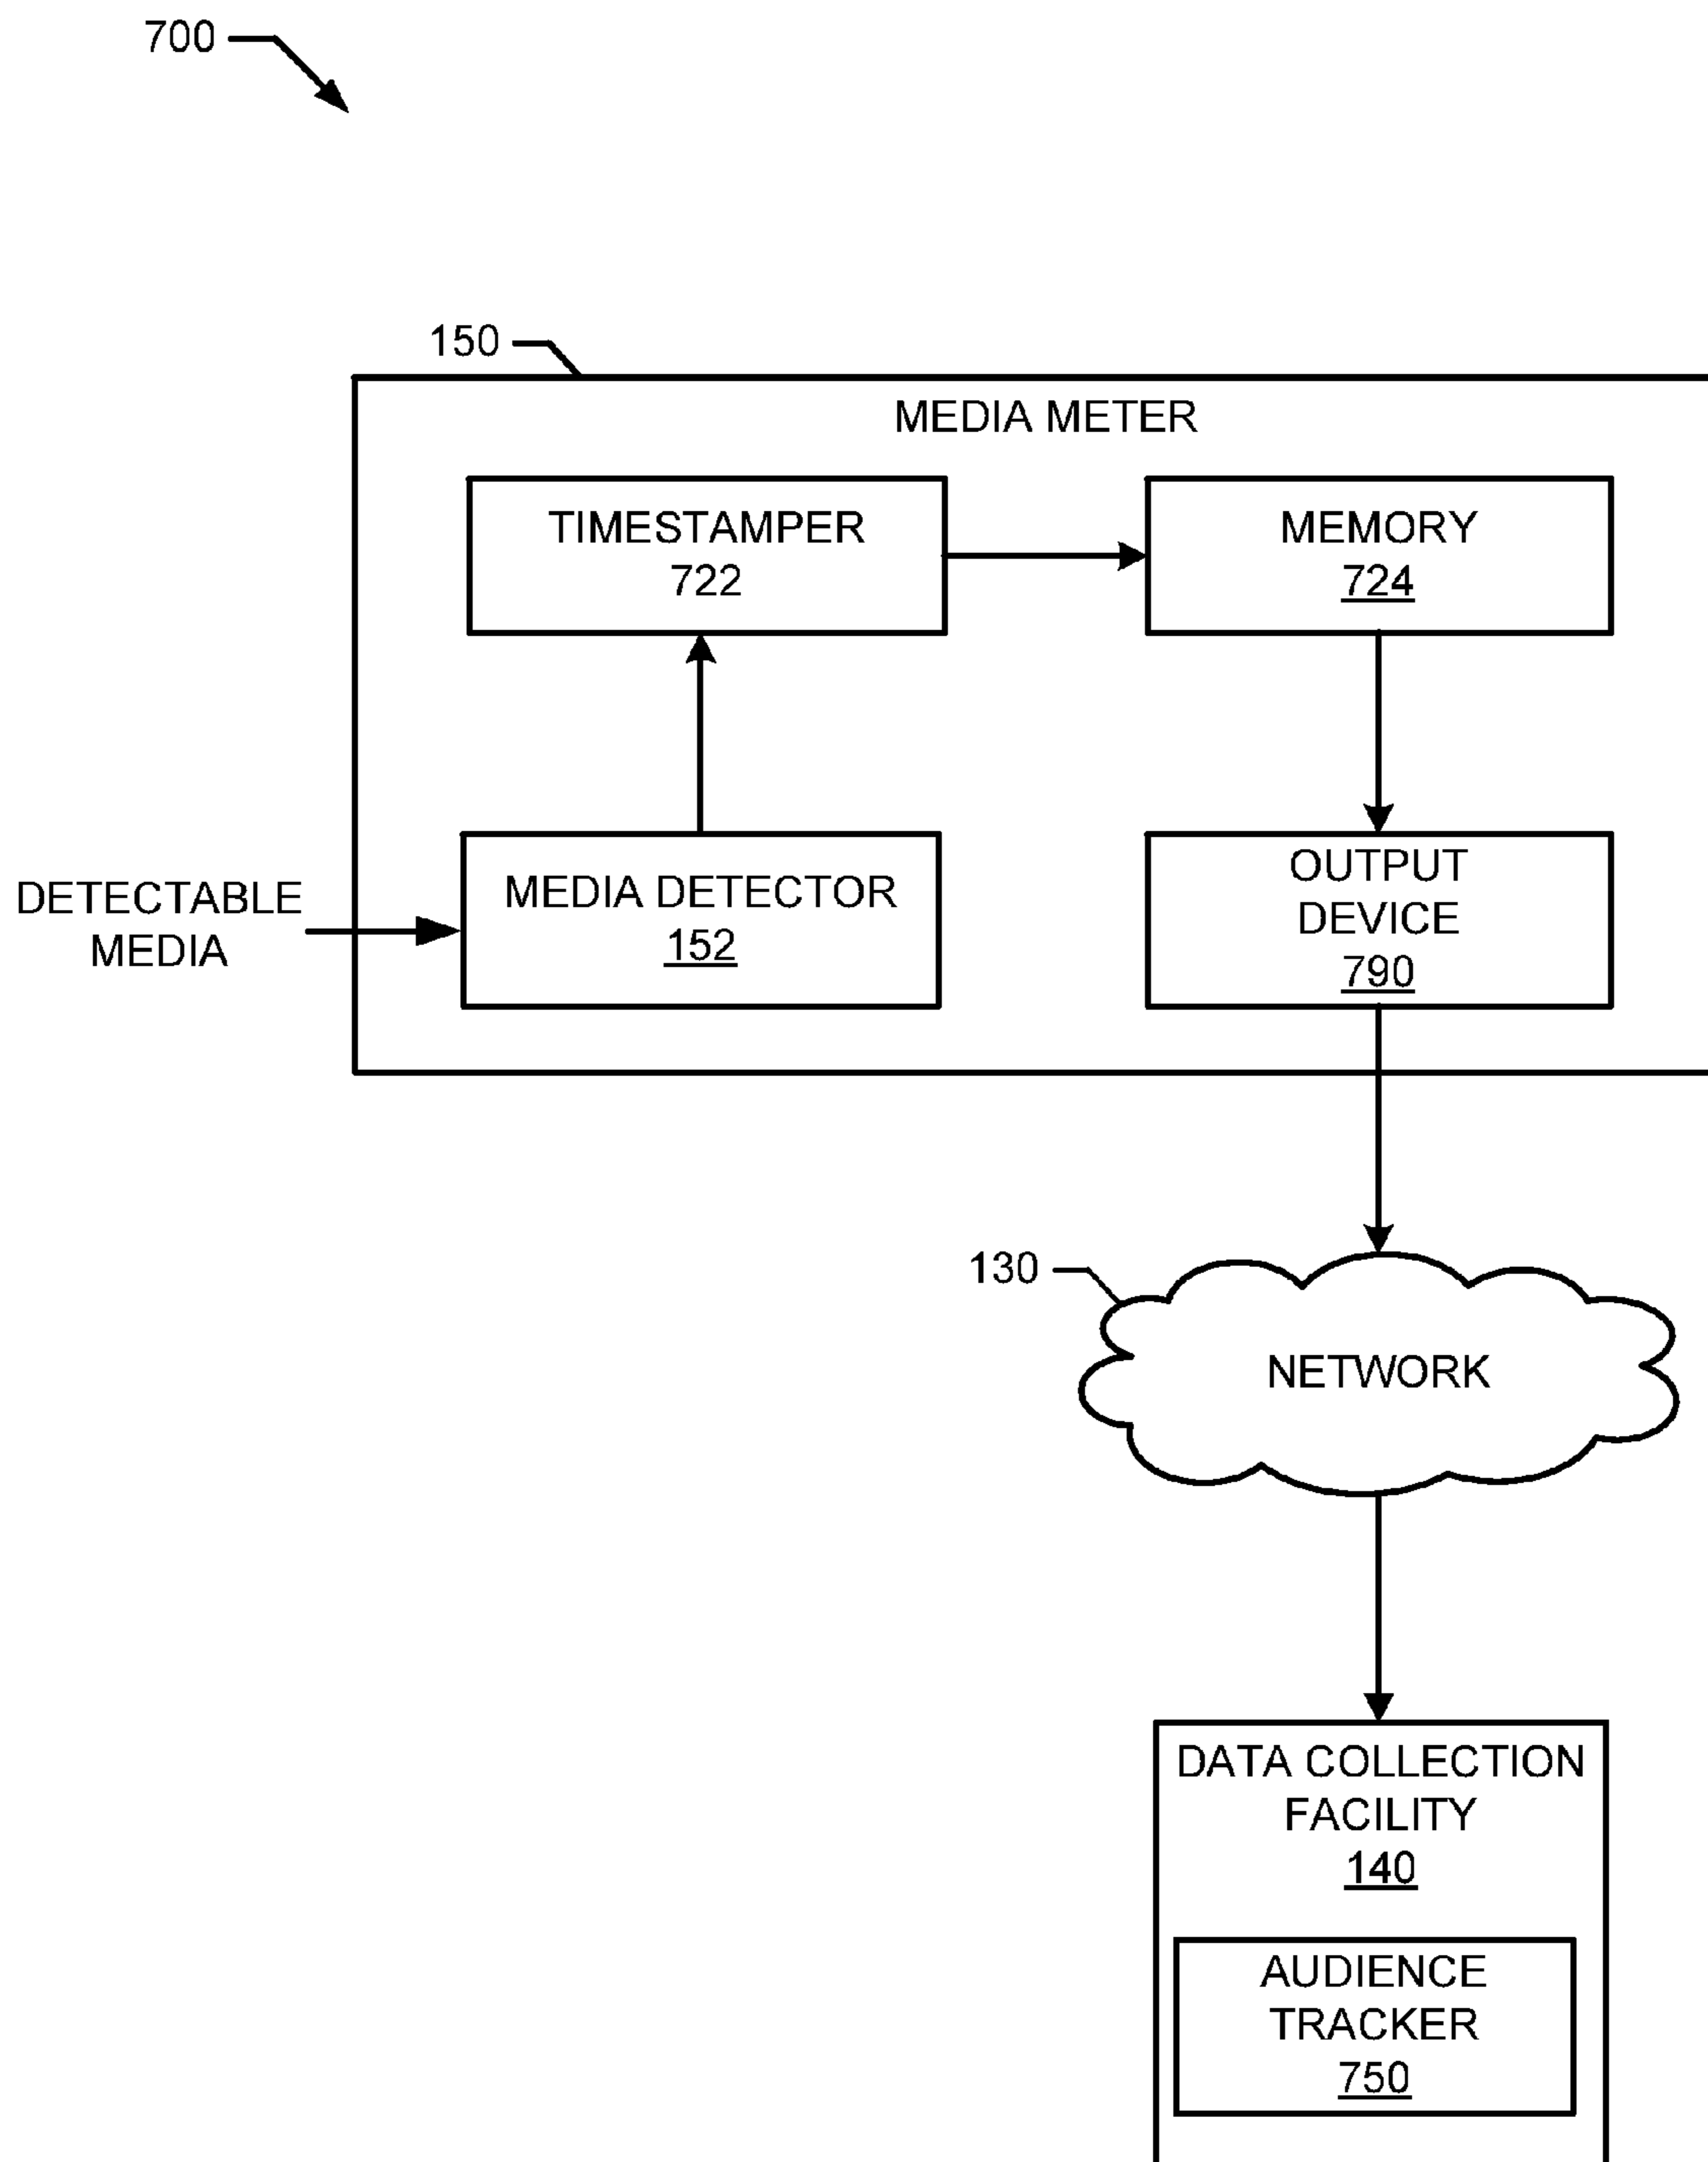 700
150
MEDIA METER
TIMESTAMPER
722
MEMORY
724
DETECTABLE
MEDIA
MEDIA DETECTOR
152
OUTPUT
DEVICE
790
130
NETWORK
DATA COLLECTION
FACILITY
140
AUDIENCE
TRACKER
750